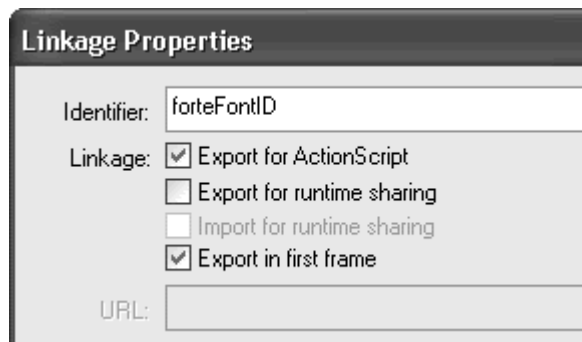 Linkage Properties
Identifier: forteFontID
Linkage: Export for ActionScript
Export for runtime sharing
Import for runtime sharing
Export in first frame
URL: